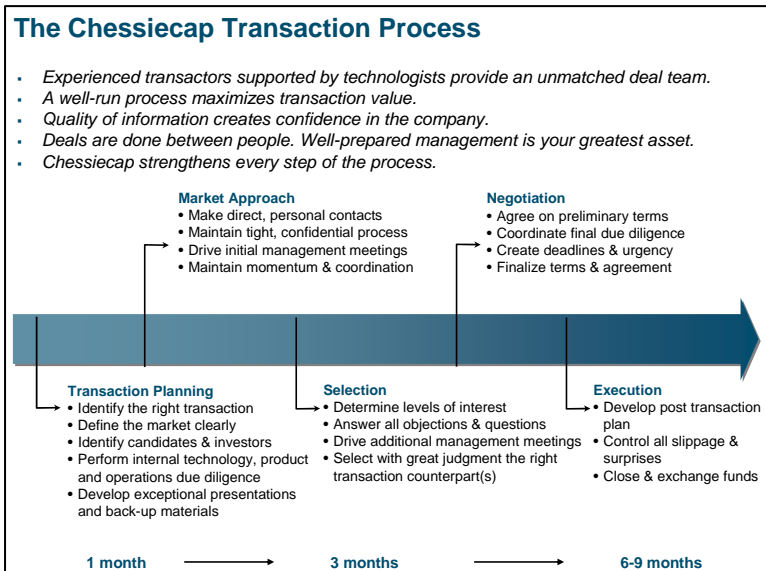 The Chessiecap Transaction Process
▪ Experienced transactors supported by technologists provide an unmatched deal team.
▪ A well-run process maximizes transaction value.
▪ Quality of information creates confidence in the company.
▪ Deals are done between people. Well-prepared management is your greatest asset.
▪ Chessiecap strengthens every step of the process.
Market Approach
• Make direct, personal contacts
• Maintain tight, confidential process
• Drive initial management meetings
• Maintain momentum & coordination
Negotiation
• Agree on preliminary terms
• Coordinate final due diligence
• Create deadlines & urgency
• Finalize terms & agreement
Transaction Planning
• Identify the right transaction
• Define the market clearly
• Identify candidates & investors
• Perform internal technology, product
and operations due diligence
• Develop exceptional presentations
and back-up materials
Selection
• Determine levels of interest
• Answer all objections & questions
• Drive additional management meetings
• Select with great judgment the right
transaction counterpart(s)
Execution
• Develop post transaction
plan
• Control all slippage &
surprises
• Close & exchange funds
1 month
3 months
6-9 months